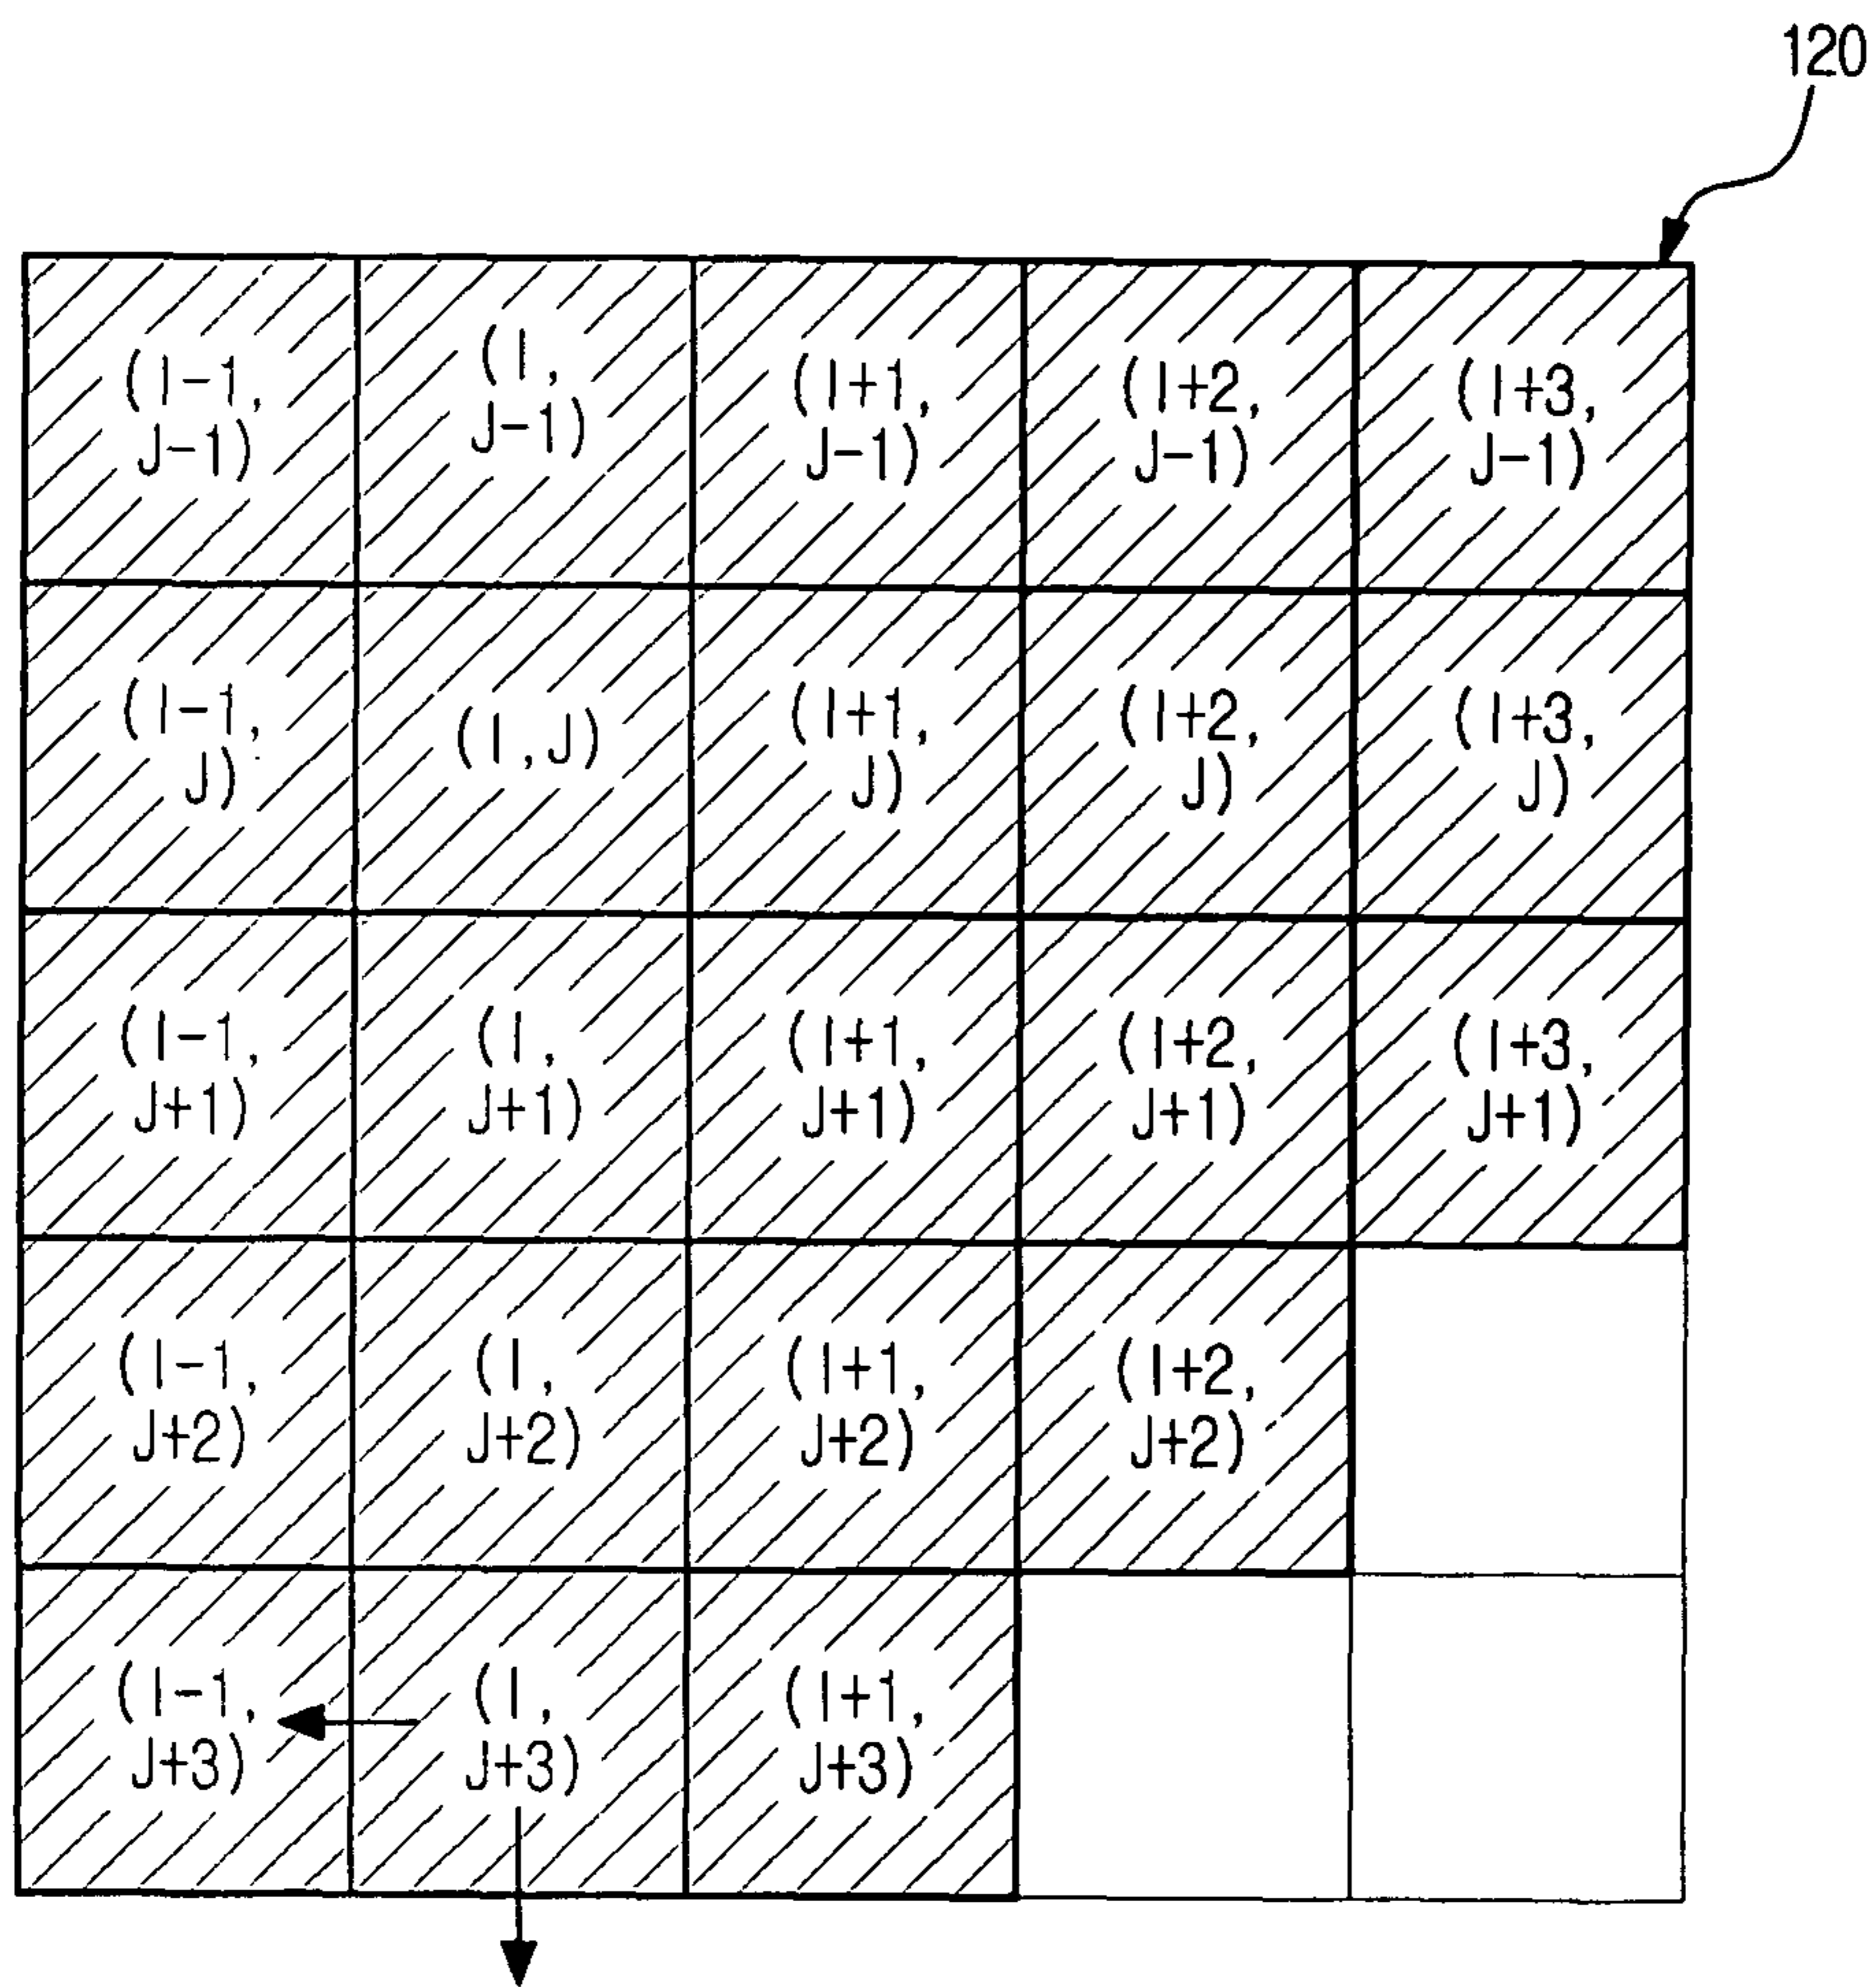 120
(I-1,
J-1)
(I,
J-1)
(I+1,
J-1)
(I+2,
J-1)
(I+3,
J-1)
(I-1,
J)
(I,J)
(I+1,
J)
(I+2,
J)
(I+3,
J)
(I-1,
J+1)
(I,
J+1)
(I+1,
J+1)
(I+2,
J+1)
(I+3,
J+1)
(I-1,
J+2)
(I,
J+2)
(I+1,
J+2)
(I+2,
J+2)
(I-1,
J+3)
(I,
J+3)
(I+1,
J+3)